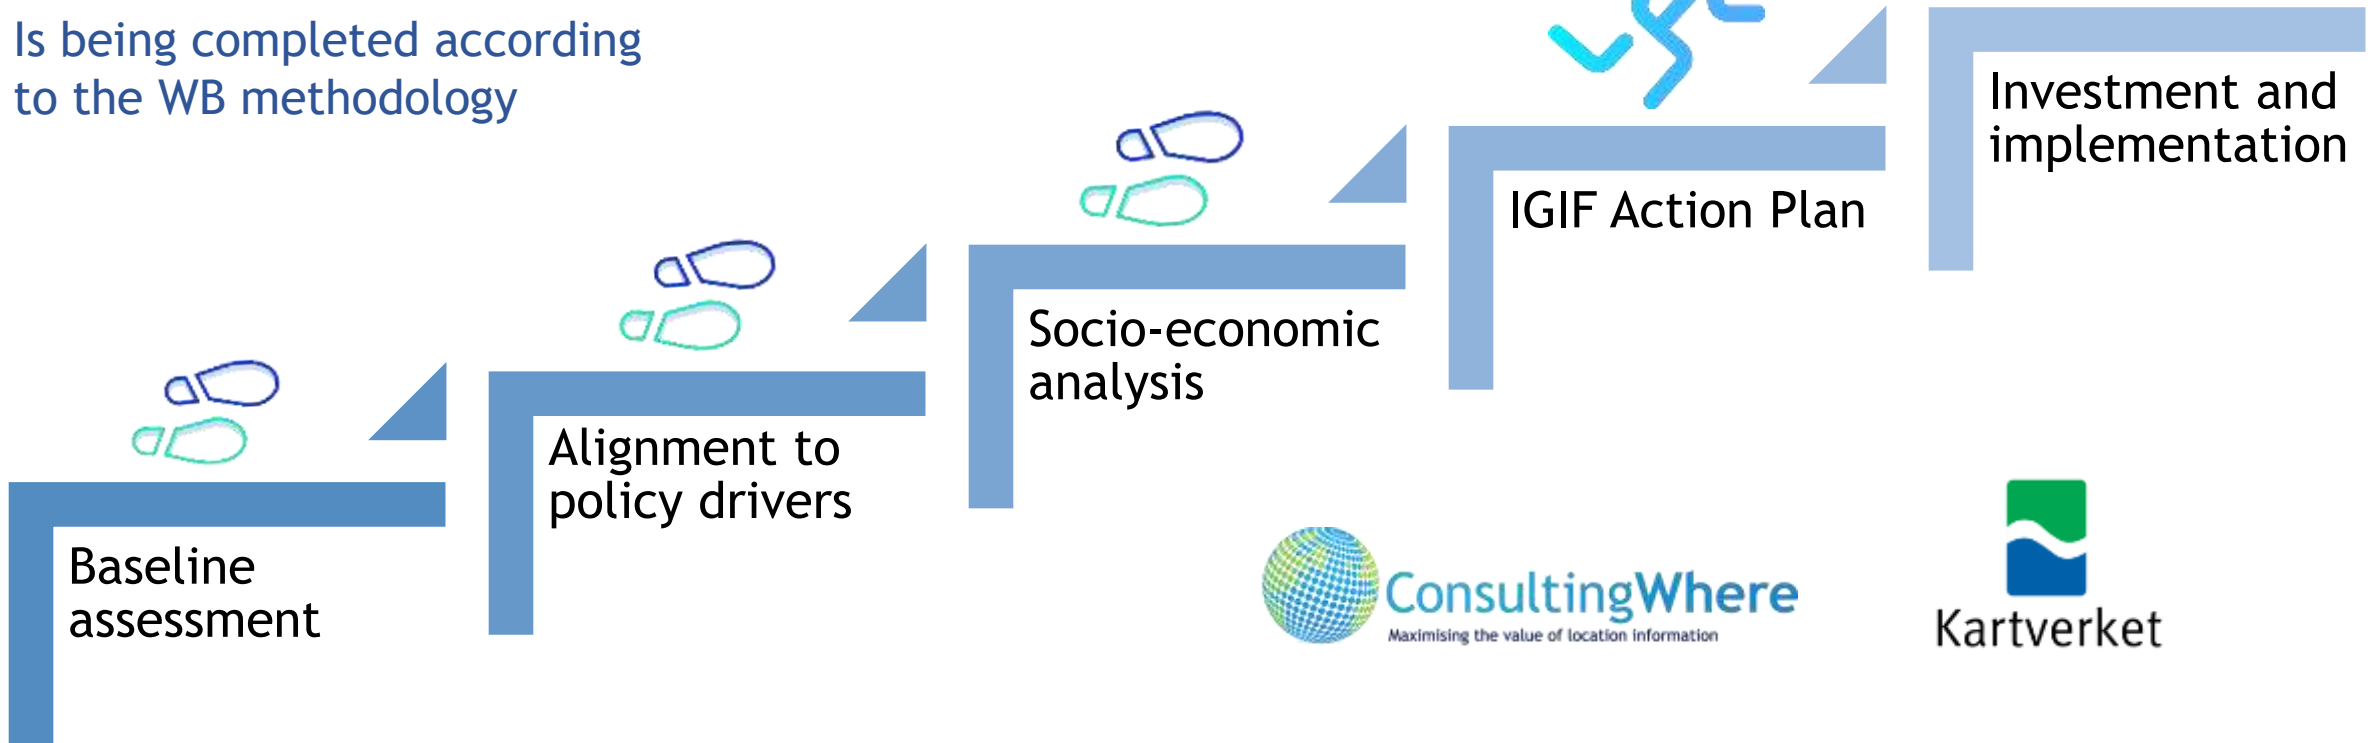 Is being completed according
to the WB methodology
Baseline
assessment
Alignment to
policy drivers
Socio-economic
analysis
IGIF Action Plan
Investment and
implementation
ConsultingWhere
Maximising the value of location information
Kartverket